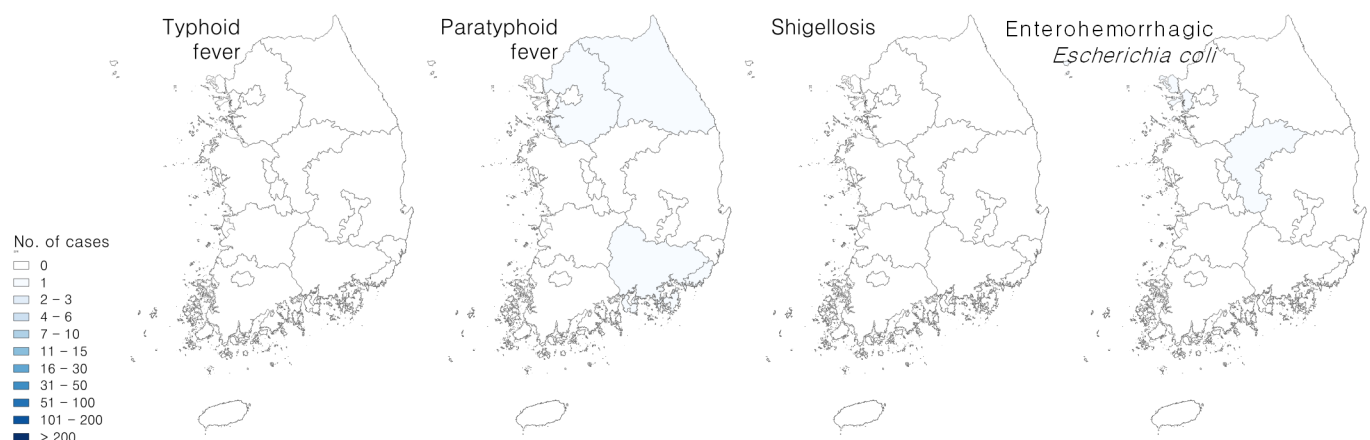 Typhoid
fever
Paratyphoid
fever
Shigellosis
Enterohemorrhagic
Escherichia coli
No. of cases
0
1
2 – 3
4 – 6
7 – 10
11 – 15
16 – 30
31 – 50
51 – 100
101 – 200
> 200